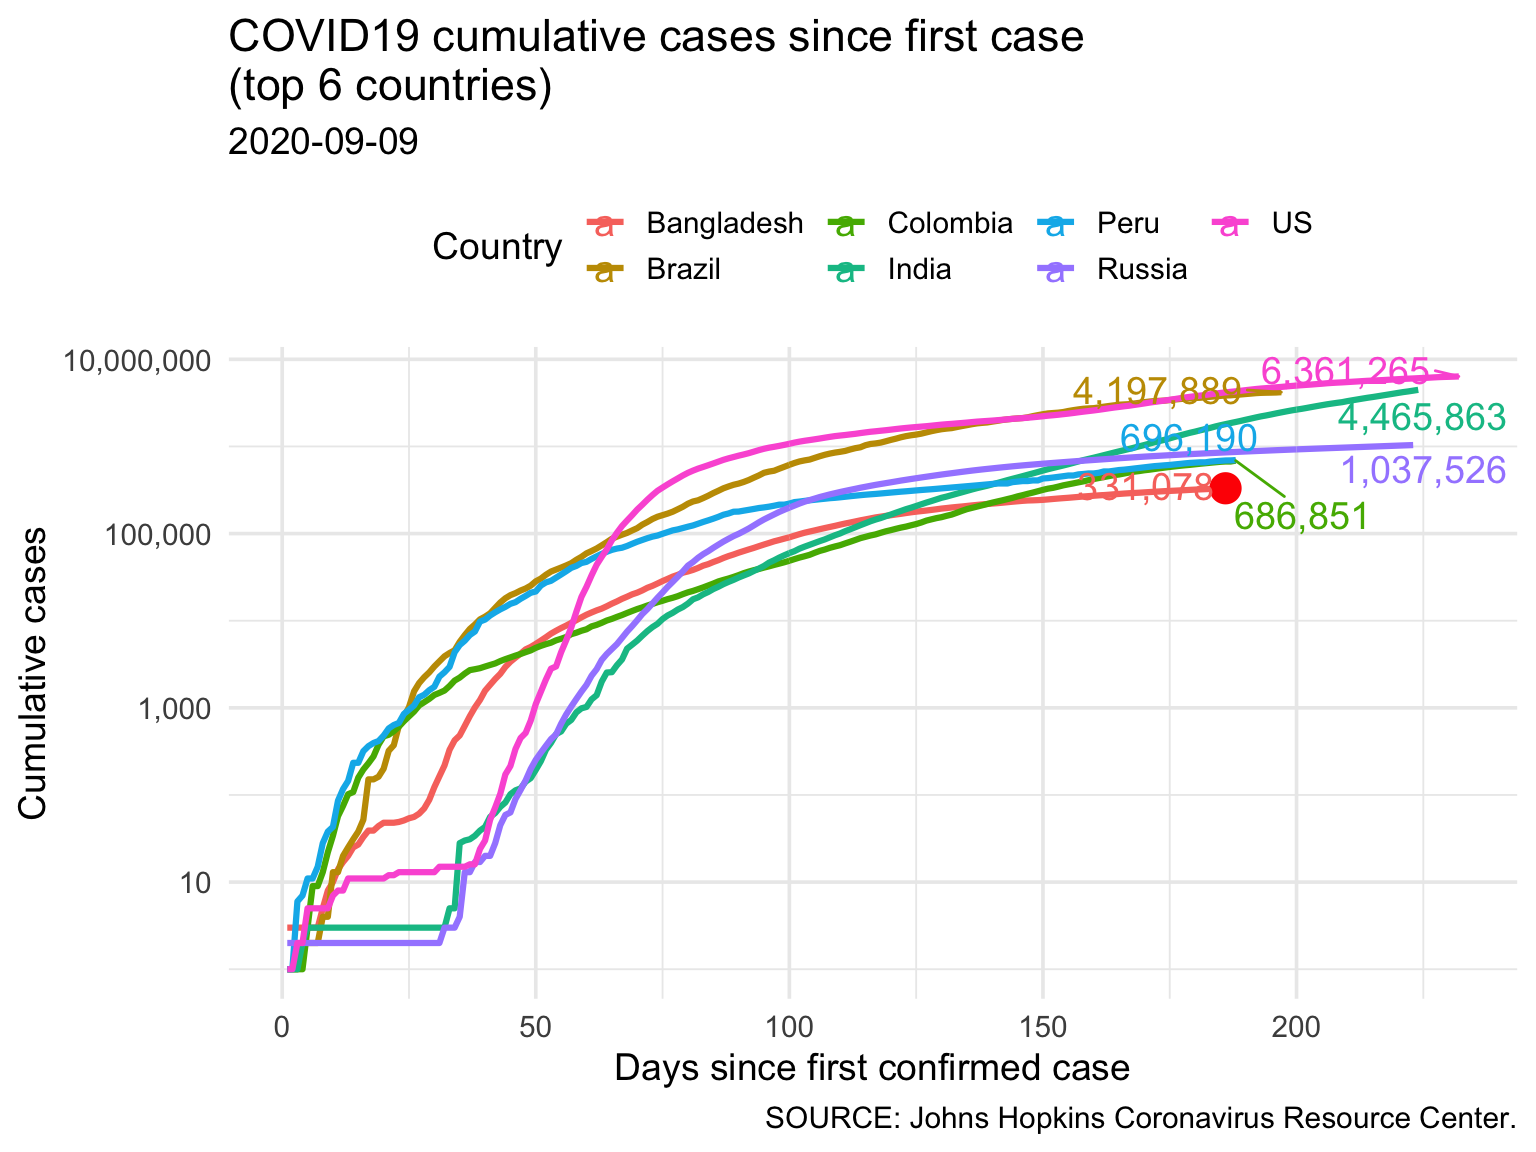 COVID19 cumulative cases since first case
(top 6 countries)
2020-09-09
Country
a Bangladesh a Colombia a Peru a US
a Brazil a India a Russia
10,000,000
100,000
1,000
10
Cumulative cases
6,361,265
4,197,889
4,465,863
696,190
1,037,526
331,078
686,851
0 50 100 150 200
Days since first confirmed case
SOURCE: Johns Hopkins Coronavirus Resource Center.